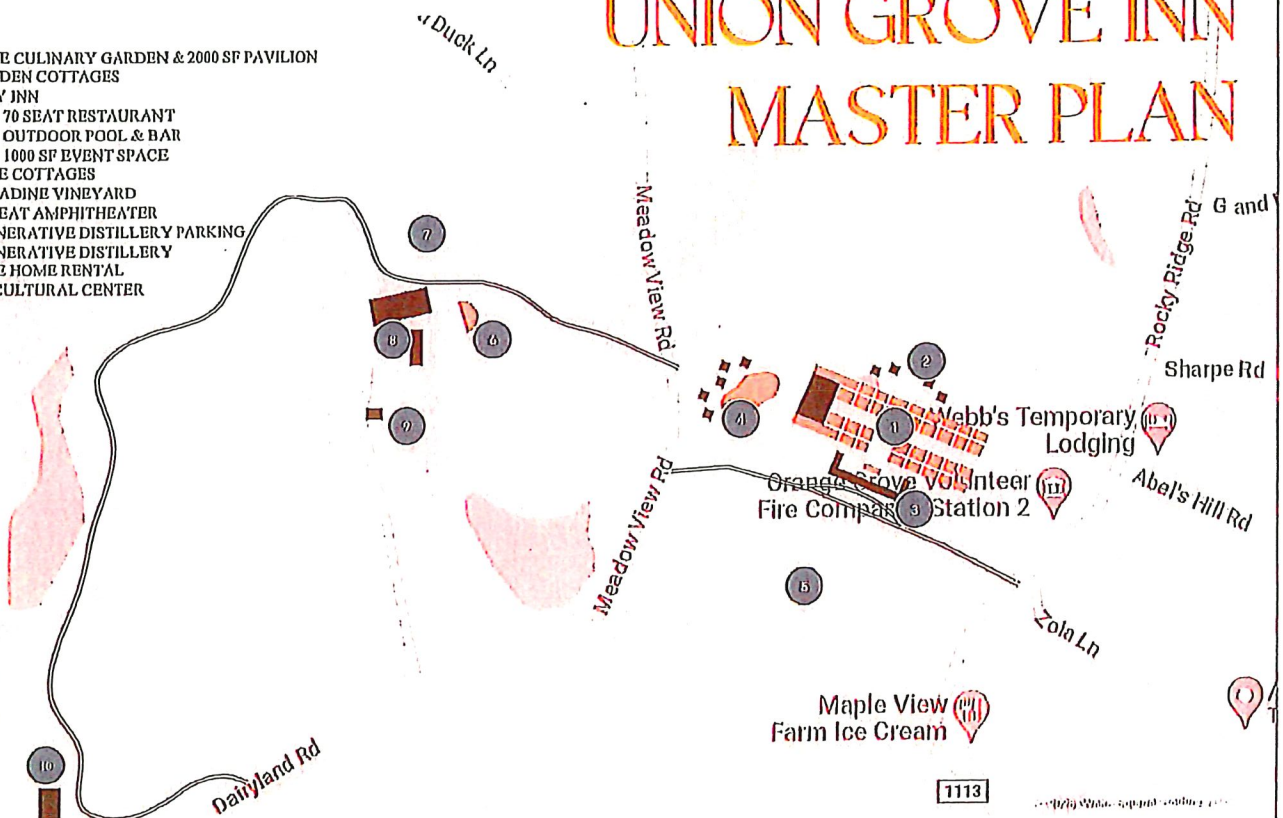 UNION GROVE INN
MASTER PLAN
E CULINARY GARDEN & 2000 SF PAVILION
DEN COTTAGES
Y INN
70 SEAT RESTAURANT
OUTDOOR POOL & BAR
1000 SF EVENT SPACE
E COTTAGES
ADINE VINEYARD
EAT AMPHITHEATER
NERATIVE DISTILLERY PARKING
NERATIVE DISTILLERY
E HOME RENTAL
CULTURAL CENTER
Duck Ln
Meadow View Rd
Rocky Ridge Rd
G and
Sharpe Rd
7
8
6
9
4
2
1
3
5
10
Webb's Temporary
Lodging
Orange Grove Volunteer
Fire Company Station 2
Abel's Hill Rd
Meadow View Rd
Zola Ln
Maple View
Farm Ice Cream
Dairyland Rd
1113